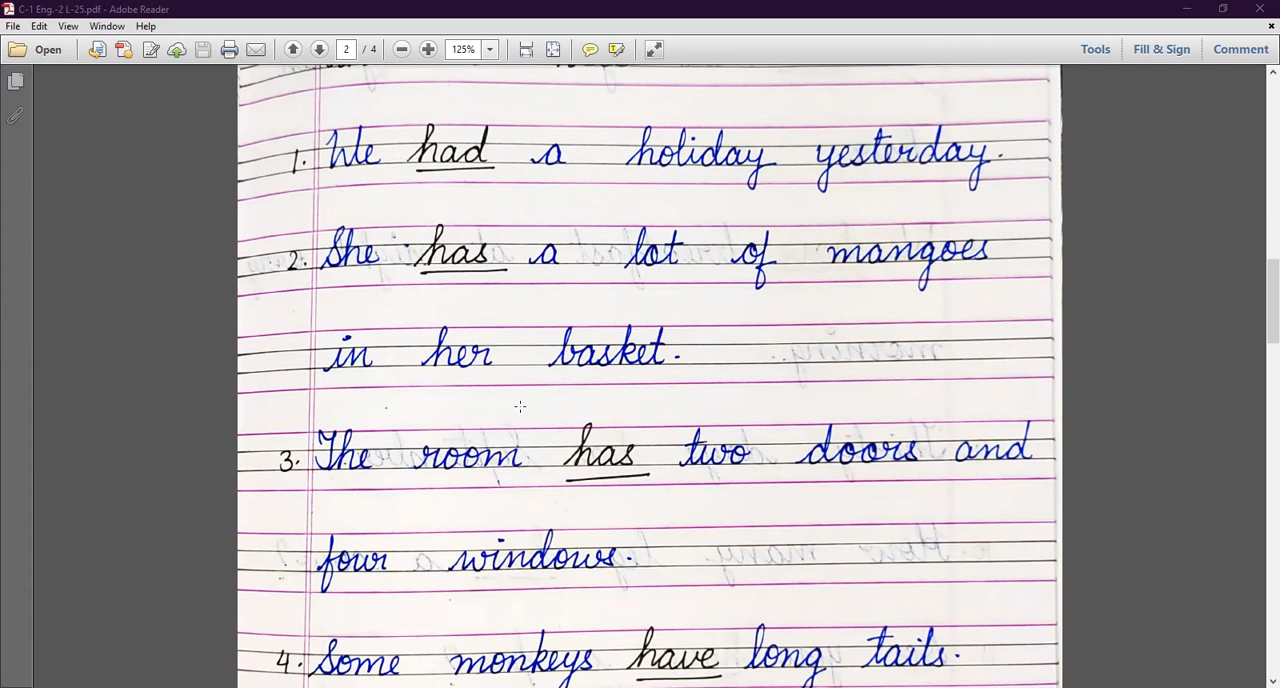 C-1 Eng.-2 L-25.pdf - Adobe Reader
File Edit View Window Help
Open 2 / 4 125% Tools Fill & Sign Comment
1. We had a holiday yesterday.
2. She has a lot of mangoes
in her basket.
3. The room has two doors and
four windows.
4. Some monkeys have long tails.